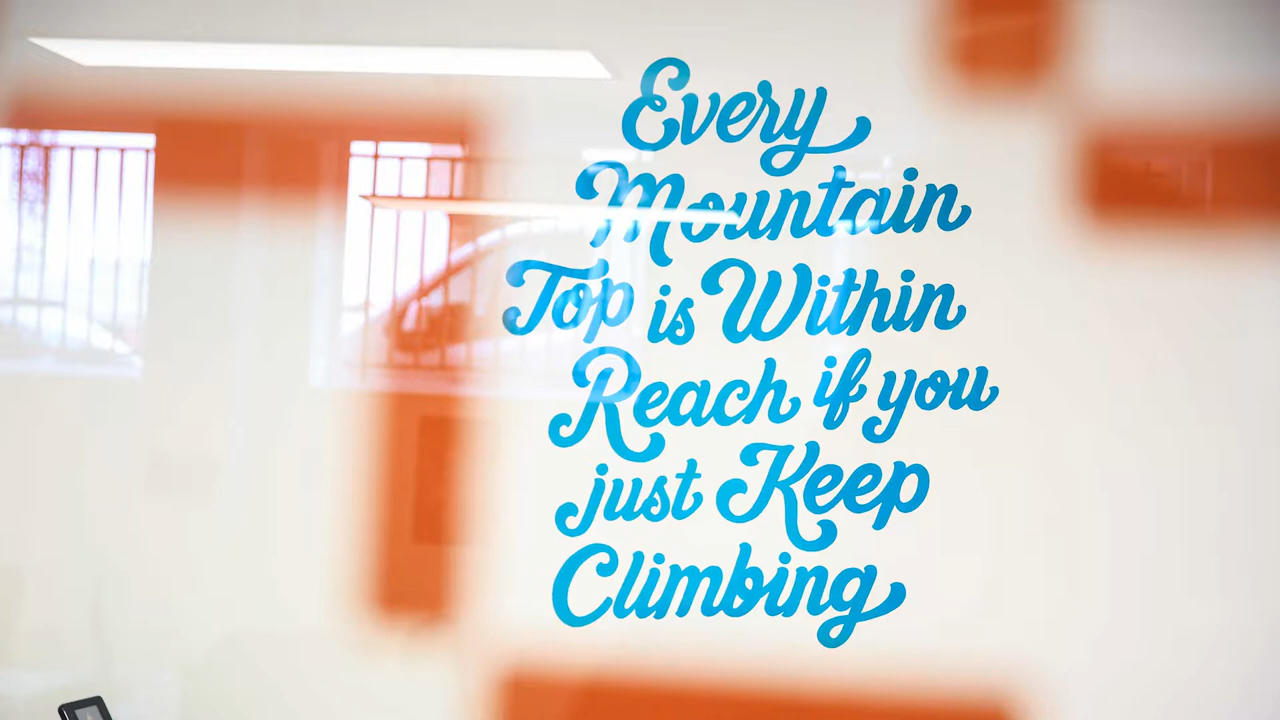 Every
Mountain
Top is Within
Reach if you
just Keep
Climbing